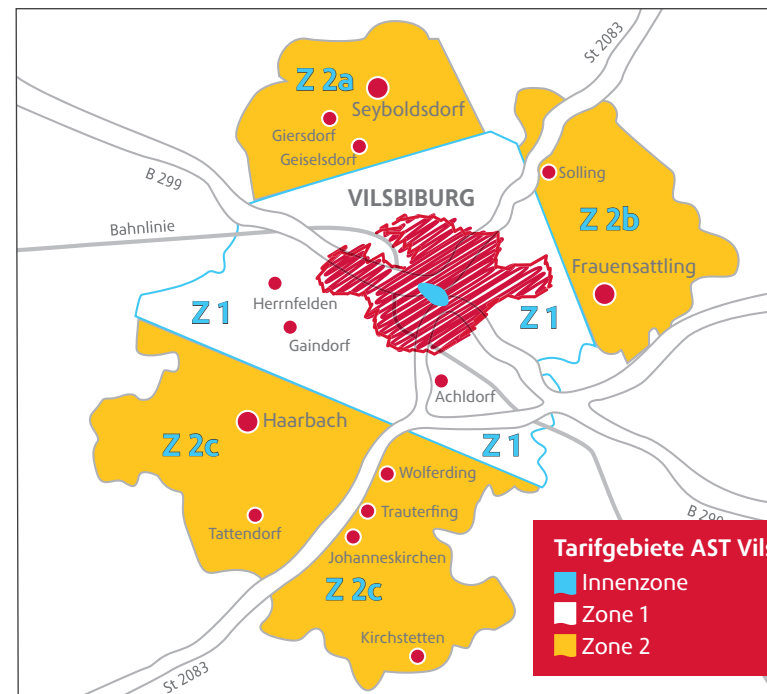 St 2083
Z 2a
Seyboldsdorf
Giersdorf
Geiselsdorf
B 299
Solling
VILSBIBURG
Z 2b
Bahnlinie
Frauensattling
Herrnfelden
Z 1
Z 1
Gaindorf
Achldorf
Haarbach
Z 2c
Z 1
Wolferding
Trauterfing
Tattendorf
Johanneskirchen
B 299
Z 2c
Kirchstetten
St 2083
Tarifgebiete AST Vils
Innenzone
Zone 1
Zone 2